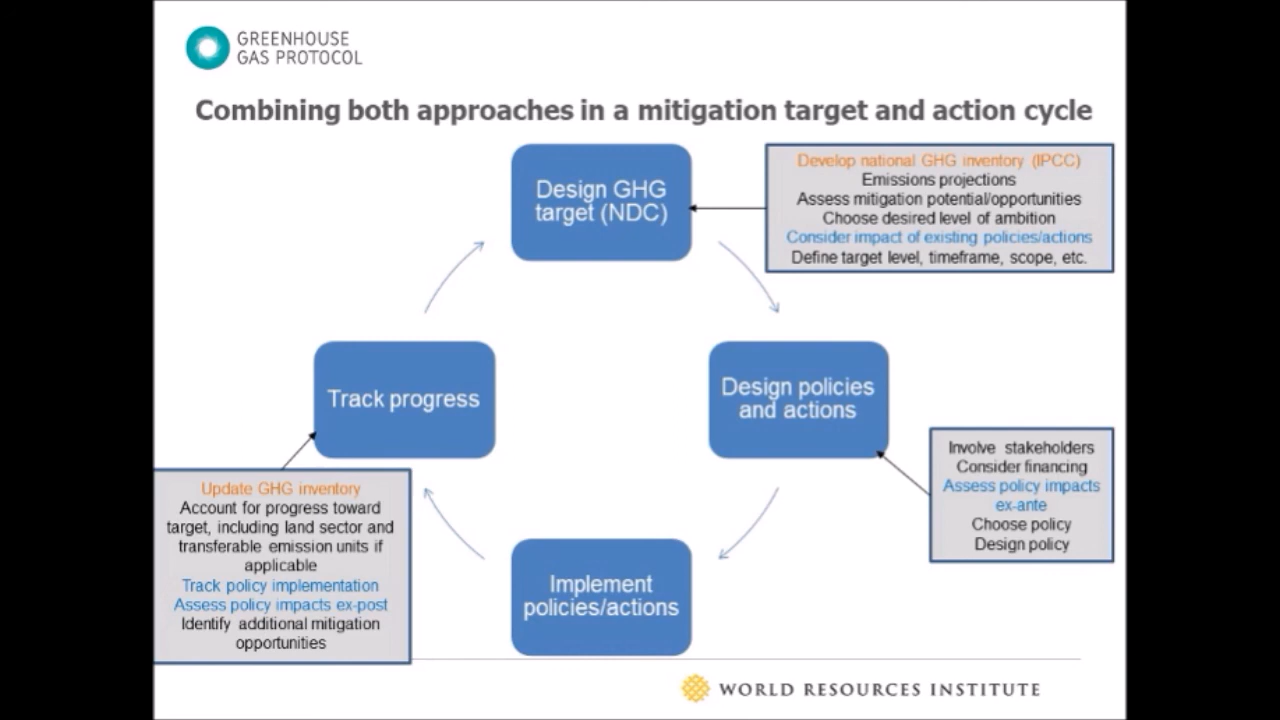 GREENHOUSE
GAS PROTOCOL
Combining both approaches in a mitigation target and action cycle
Design GHG
target (NDC)
Develop national GHG inventory (IPCC)
Emissions projections
Assess mitigation potential/opportunities
Choose desired level of ambition
Consider impact of existing policies/actions
Define target level, timeframe, scope, etc.
Design policies
and actions
Involve stakeholders
Consider financing
Assess policy impacts
ex-ante
Choose policy
Design policy
Implement
policies/actions
Track progress
Update GHG inventory
Account for progress toward
target, including land sector and
transferable emission units if
applicable
Track policy implementation
Assess policy impacts ex-post
Identify additional mitigation
opportunities
WORLD RESOURCES INSTITUTE